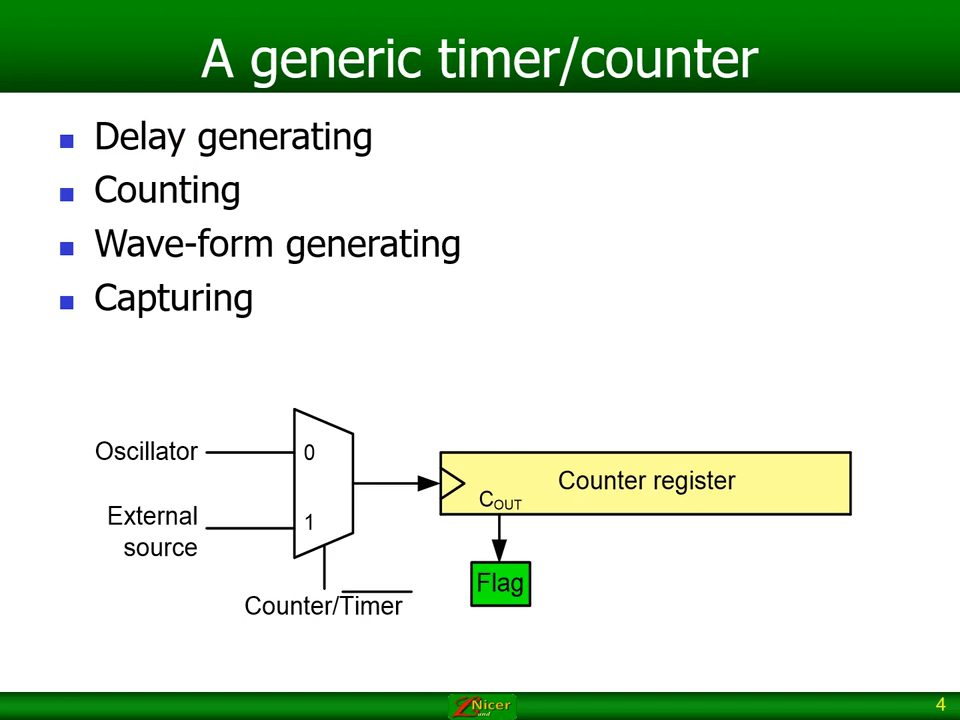 A generic timer/counter
Delay generating
Counting
Wave-form generating
Capturing
Oscillator
0
External
source
1
Counter/Timer
Counter register
COUT
Flag
Nicer
Land
4